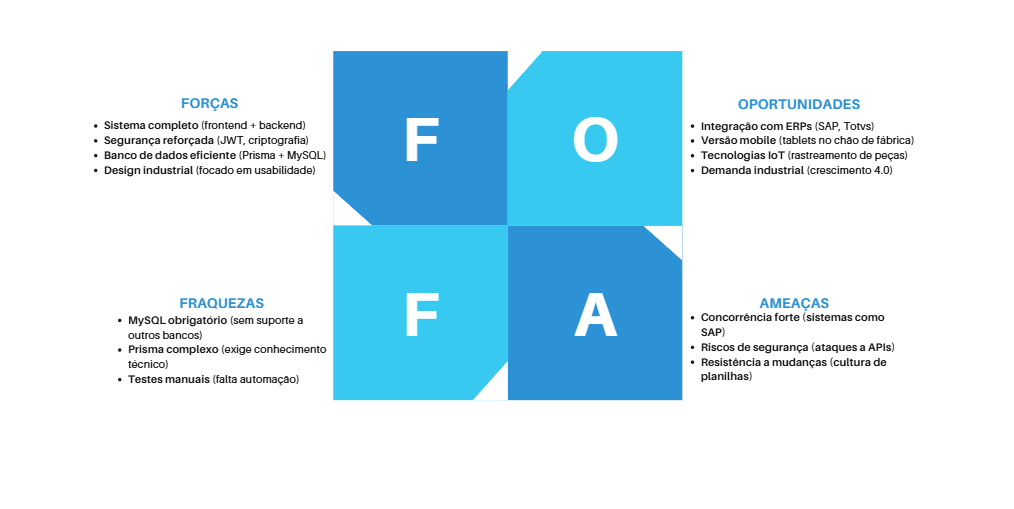 FORÇAS
• Sistema completo (frontend + backend)
• Segurança reforçada (JWT, criptografia)
• Banco de dados eficiente (Prisma + MySQL)
• Design industrial (focado em usabilidade)
F
O
OPORTUNIDADES
• Integração com ERPs (SAP, Totvs)
• Versão mobile (tablets no chão de fábrica)
• Tecnologias IoT (rastreamento de peças)
• Demanda industrial (crescimento 4.0)
FRAQUEZAS
• MySQL obrigatório (sem suporte a
outros bancos)
• Prisma complexo (exige conhecimento
técnico)
• Testes manuais (falta automação)
F
A
AMEAÇAS
• Concorrência forte (sistemas como
SAP)
• Riscos de segurança (ataques a APIs)
• Resistência a mudanças (cultura de
planilhas)